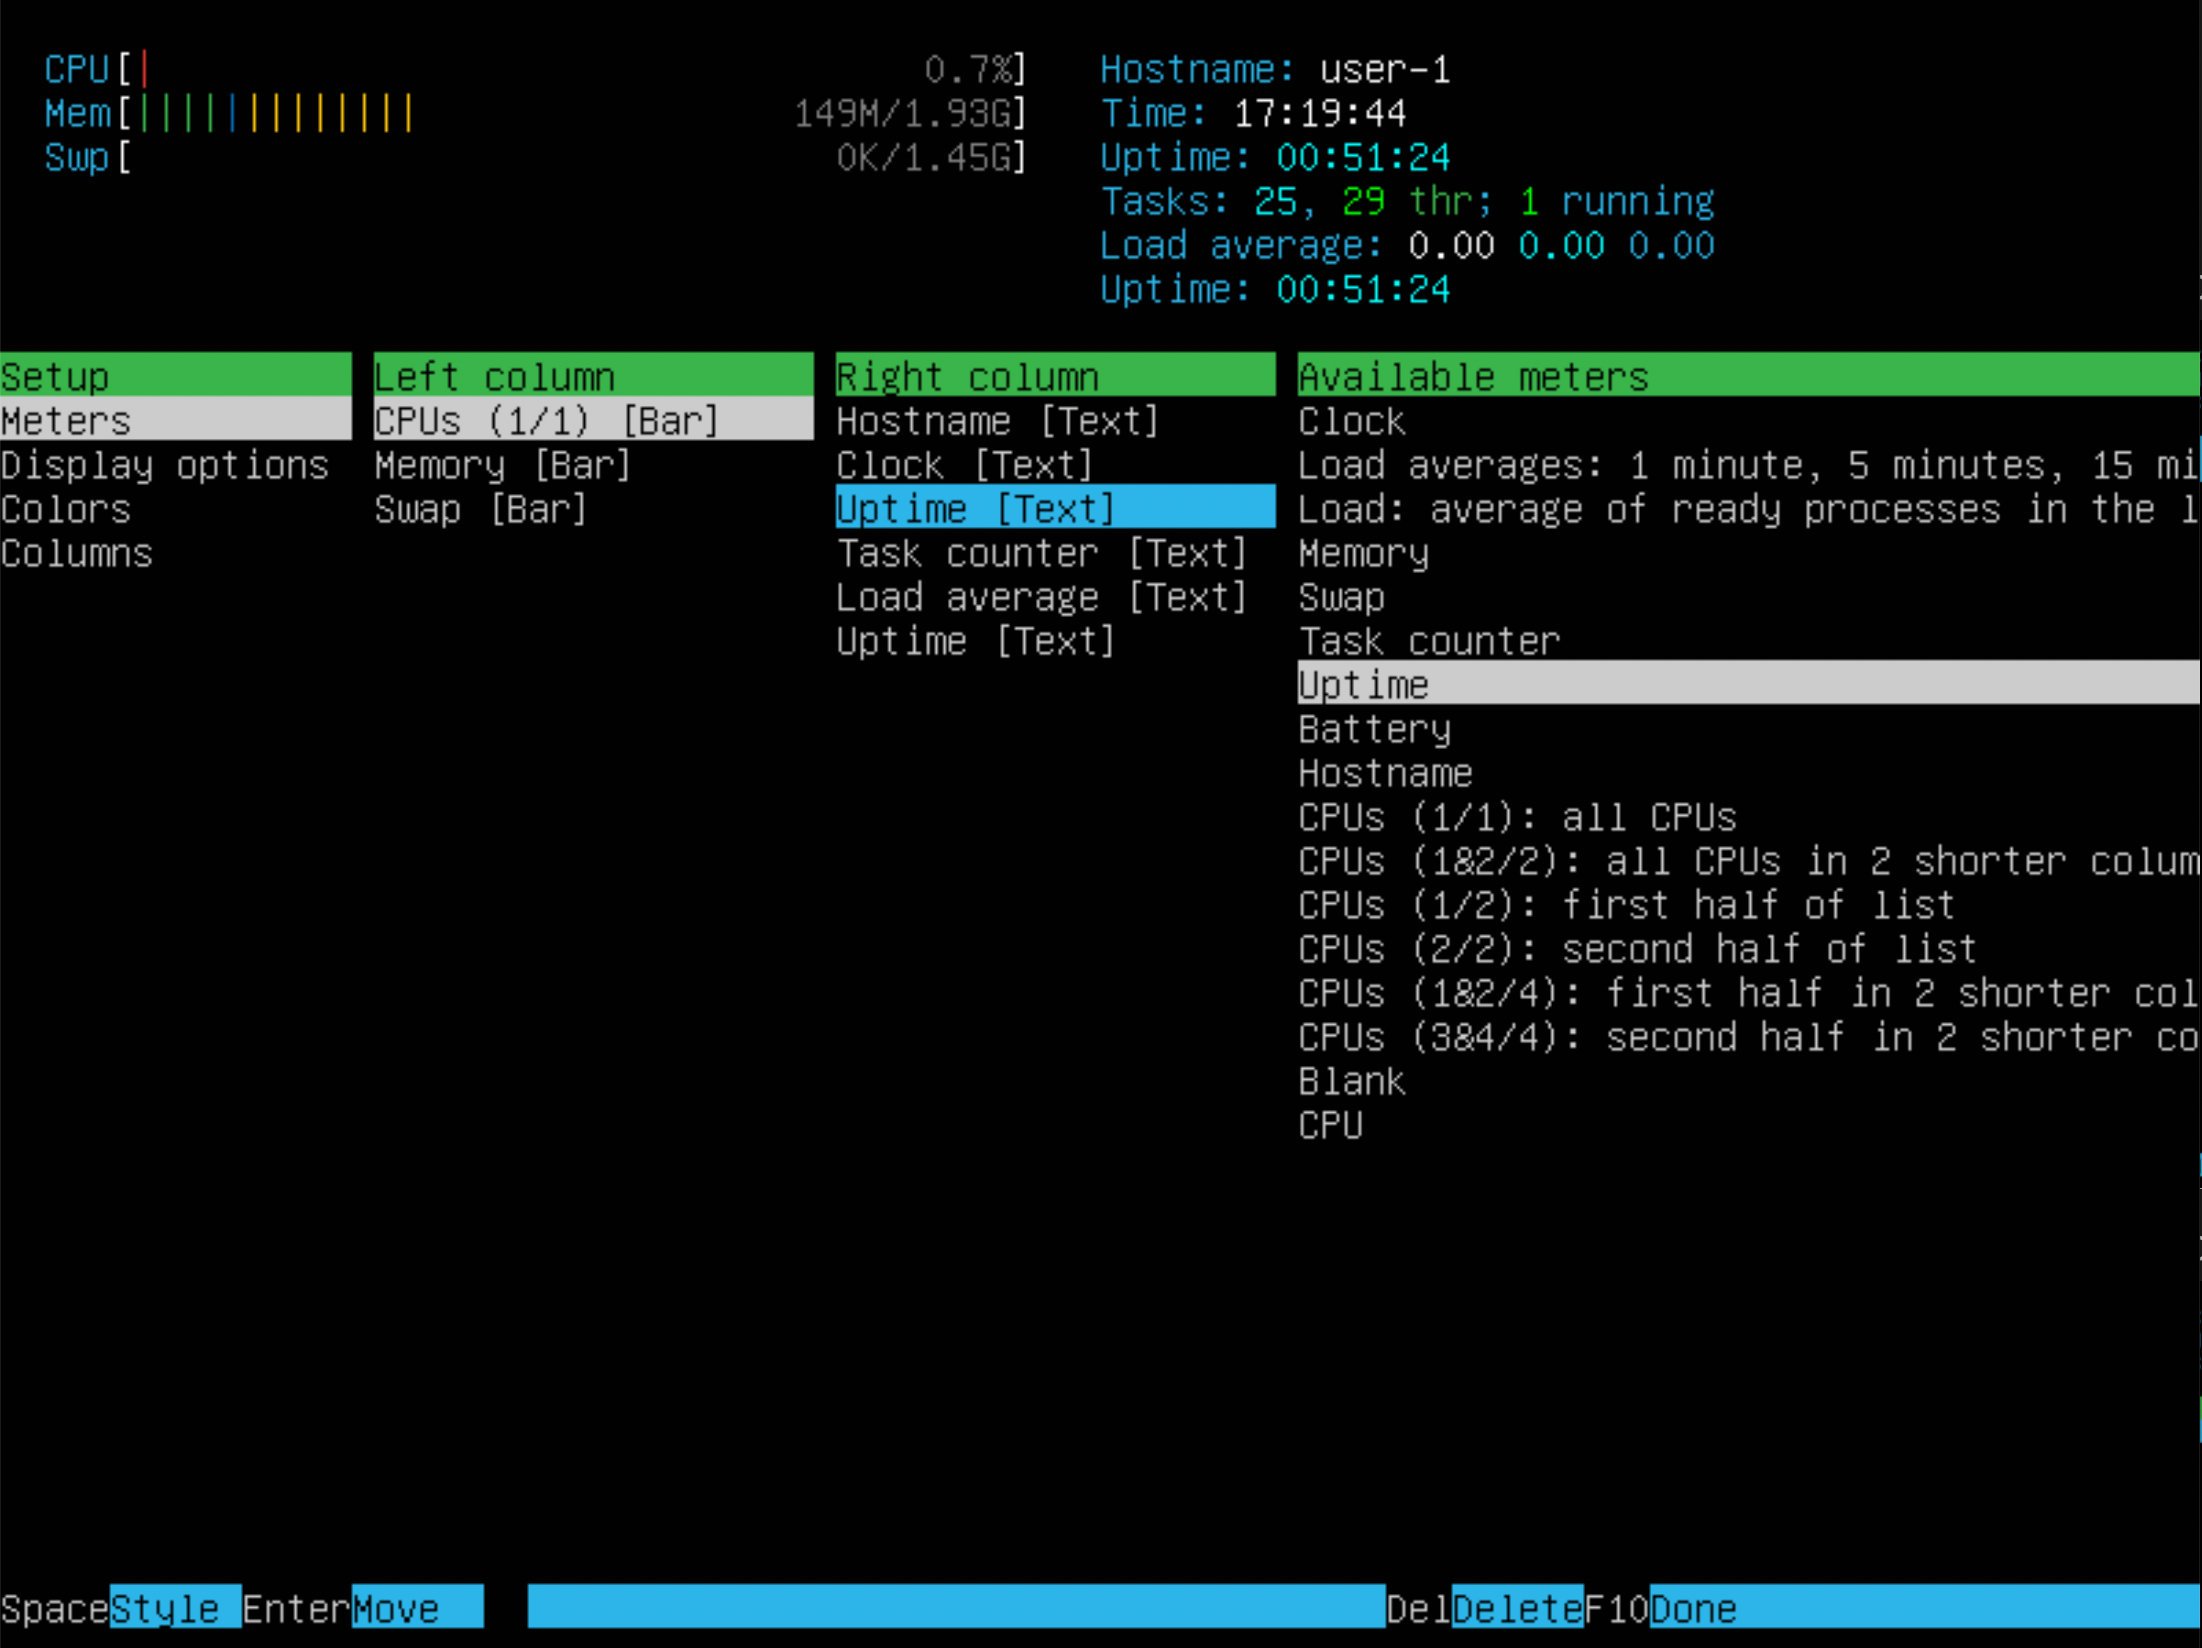 CPU[| 0.7%] Hostname: user-1
Mem[||||||||||||| 149M/1.93G] Time: 17:19:44
Swp[ 0K/1.45G] Uptime: 00:51:24
Tasks: 25, 29 thr; 1 running
Load average: 0.00 0.00 0.00
Uptime: 00:51:24
Setup Left column Right column Available meters
Meters CPUs (1/1) [Bar] Hostname [Text] Clock
Display options Memory [Bar] Clock [Text] Load averages: 1 minute, 5 minutes, 15 mi
Colors Swap [Bar] Uptime [Text] Load: average of ready processes in the l
Columns Task counter [Text] Memory
Load average [Text] Swap
Uptime [Text] Task counter
Uptime
Battery
Hostname
CPUs (1/1): all CPUs
CPUs (1&2/2): all CPUs in 2 shorter colum
CPUs (1/2): first half of list
CPUs (2/2): second half of list
CPUs (1&2/4): first half in 2 shorter col
CPUs (3&4/4): second half in 2 shorter co
Blank
CPU
SpaceStyle EnterMove DelDeleteF10Done